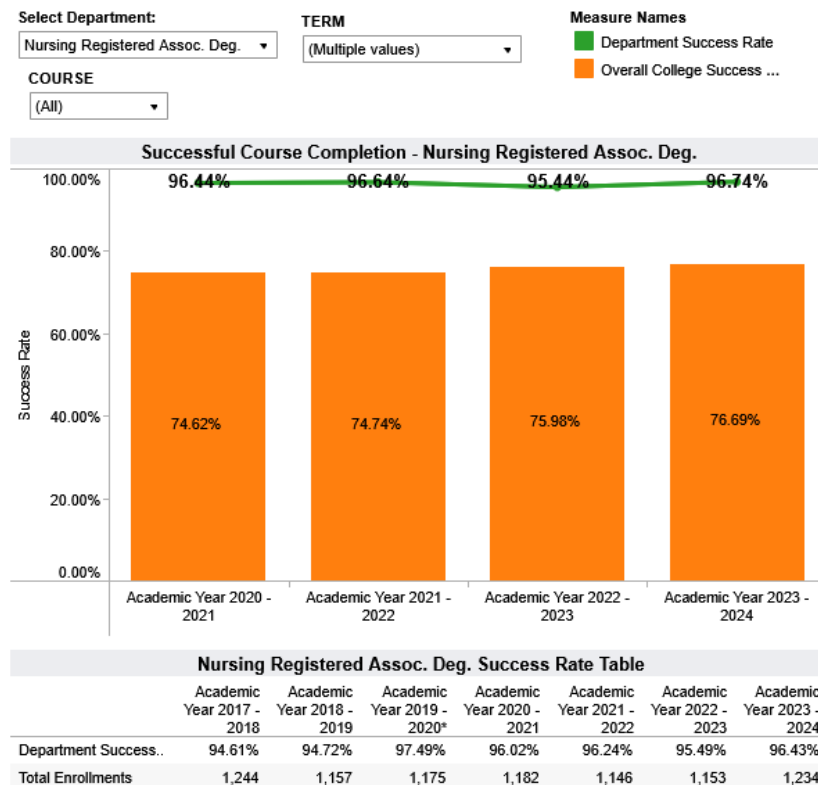 Select Department:
TERM
Measure Names
Nursing Registered Assoc. Deg.
(Multiple values)
Department Success Rate
Overall College Success ...
COURSE
(All)
Successful Course Completion - Nursing Registered Assoc. Deg.
100.00%
96.44%
96.64%
95.44%
96.74%
80.00%
60.00%
40.00%
20.00%
0.00%
Success Rate
74.62%
74.74%
75.98%
76.69%
Academic Year 2020 -
2021
Academic Year 2021 -
2022
Academic Year 2022 -
2023
Academic Year 2023 -
2024
Nursing Registered Assoc. Deg. Success Rate Table
Academic Academic Academic Academic Academic Academic Academic
Year 2017 - Year 2018 - Year 2019 - Year 2020 - Year 2021 - Year 2022 - Year 2023 -
2018 2019 2020* 2021 2022 2023 2024
Department Success.. 94.61% 94.72% 97.49% 96.02% 96.24% 95.49% 96.43%
Total Enrollments 1,244 1,157 1,175 1,182 1,146 1,153 1,234